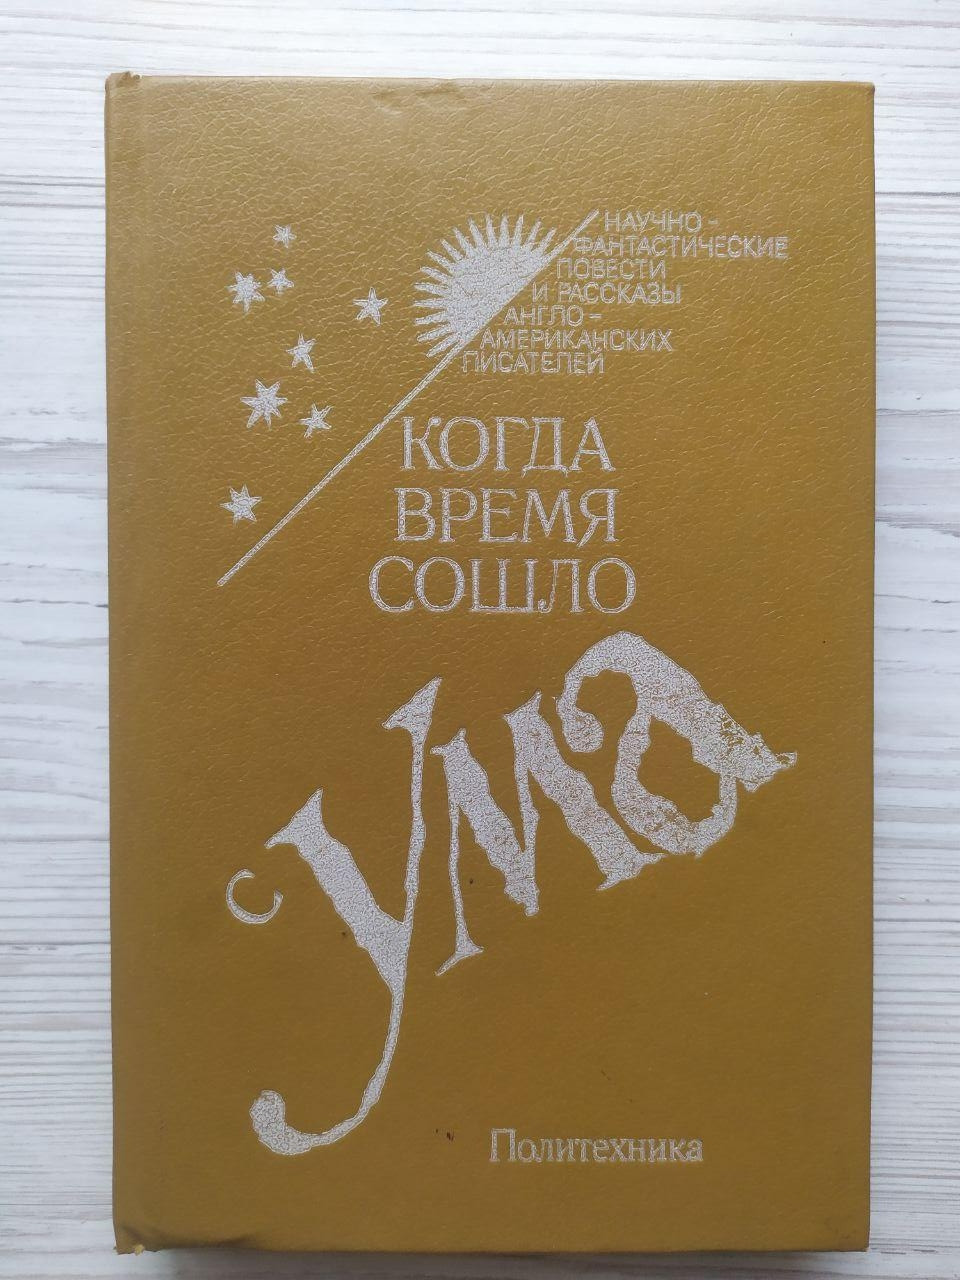 НАУЧНО -
ФАНТАСТИЧЕСКИЕ
ПОВЕСТИ
И РАССКАЗЫ
АНГЛО -
АМЕРИКАНСКИХ
ПИСАТЕЛЕЙ
КОГДА
ВРЕМЯ
СОШЛО
С УМА
Политехника